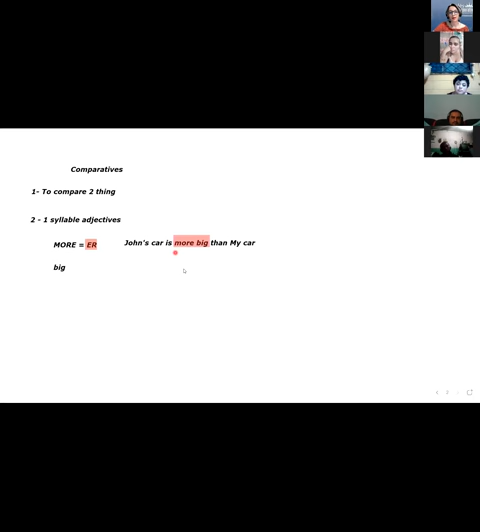 Comparatives
1- To compare 2 thing
2 - 1 syllable adjectives
MORE = ER John's car is more big than My car
big